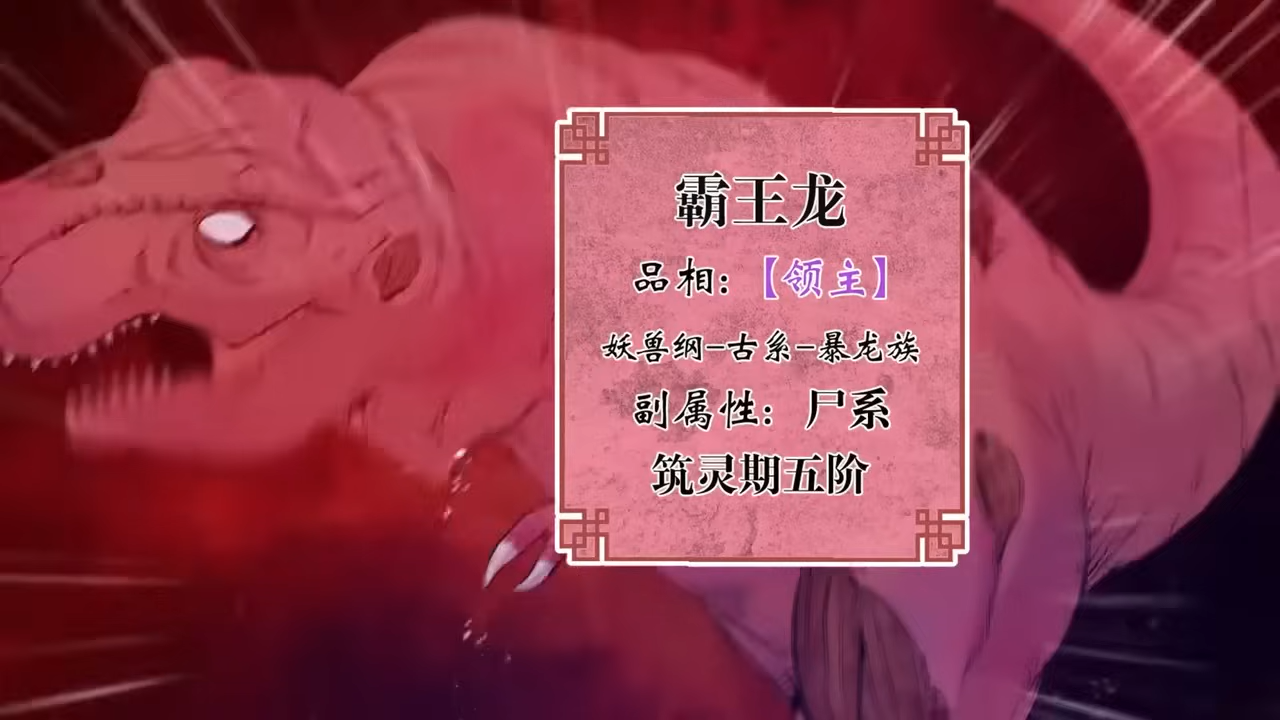 霸王龙
品相：【领主】
妖兽纲-古系-暴龙族
副属性：尸系
筑灵期五阶